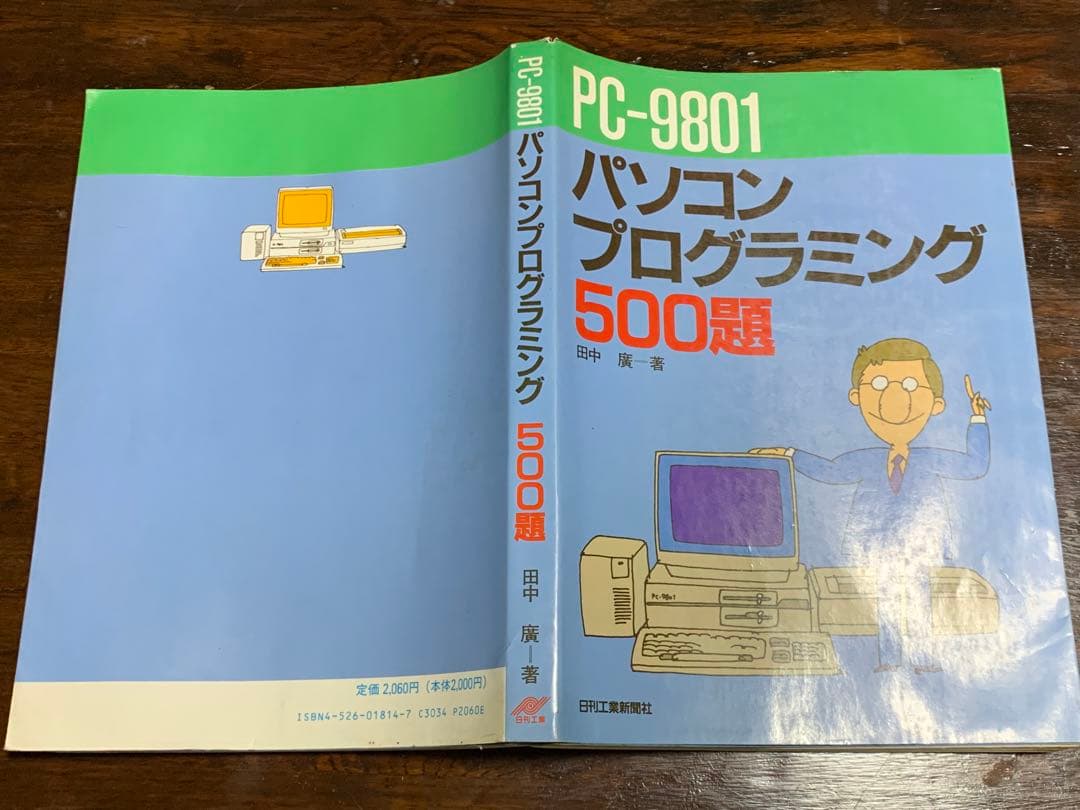 PC-9801
パソコン
プログラミング
500題
田中 廣―著
PC-9801
日刊工業新聞社
PC-9801 パソコンプログラミング 500題 田中 廣―著
日刊工業
定価 2,060円 (本体2,000円)
ISBN4-526-01814-7 C3034 P2060E